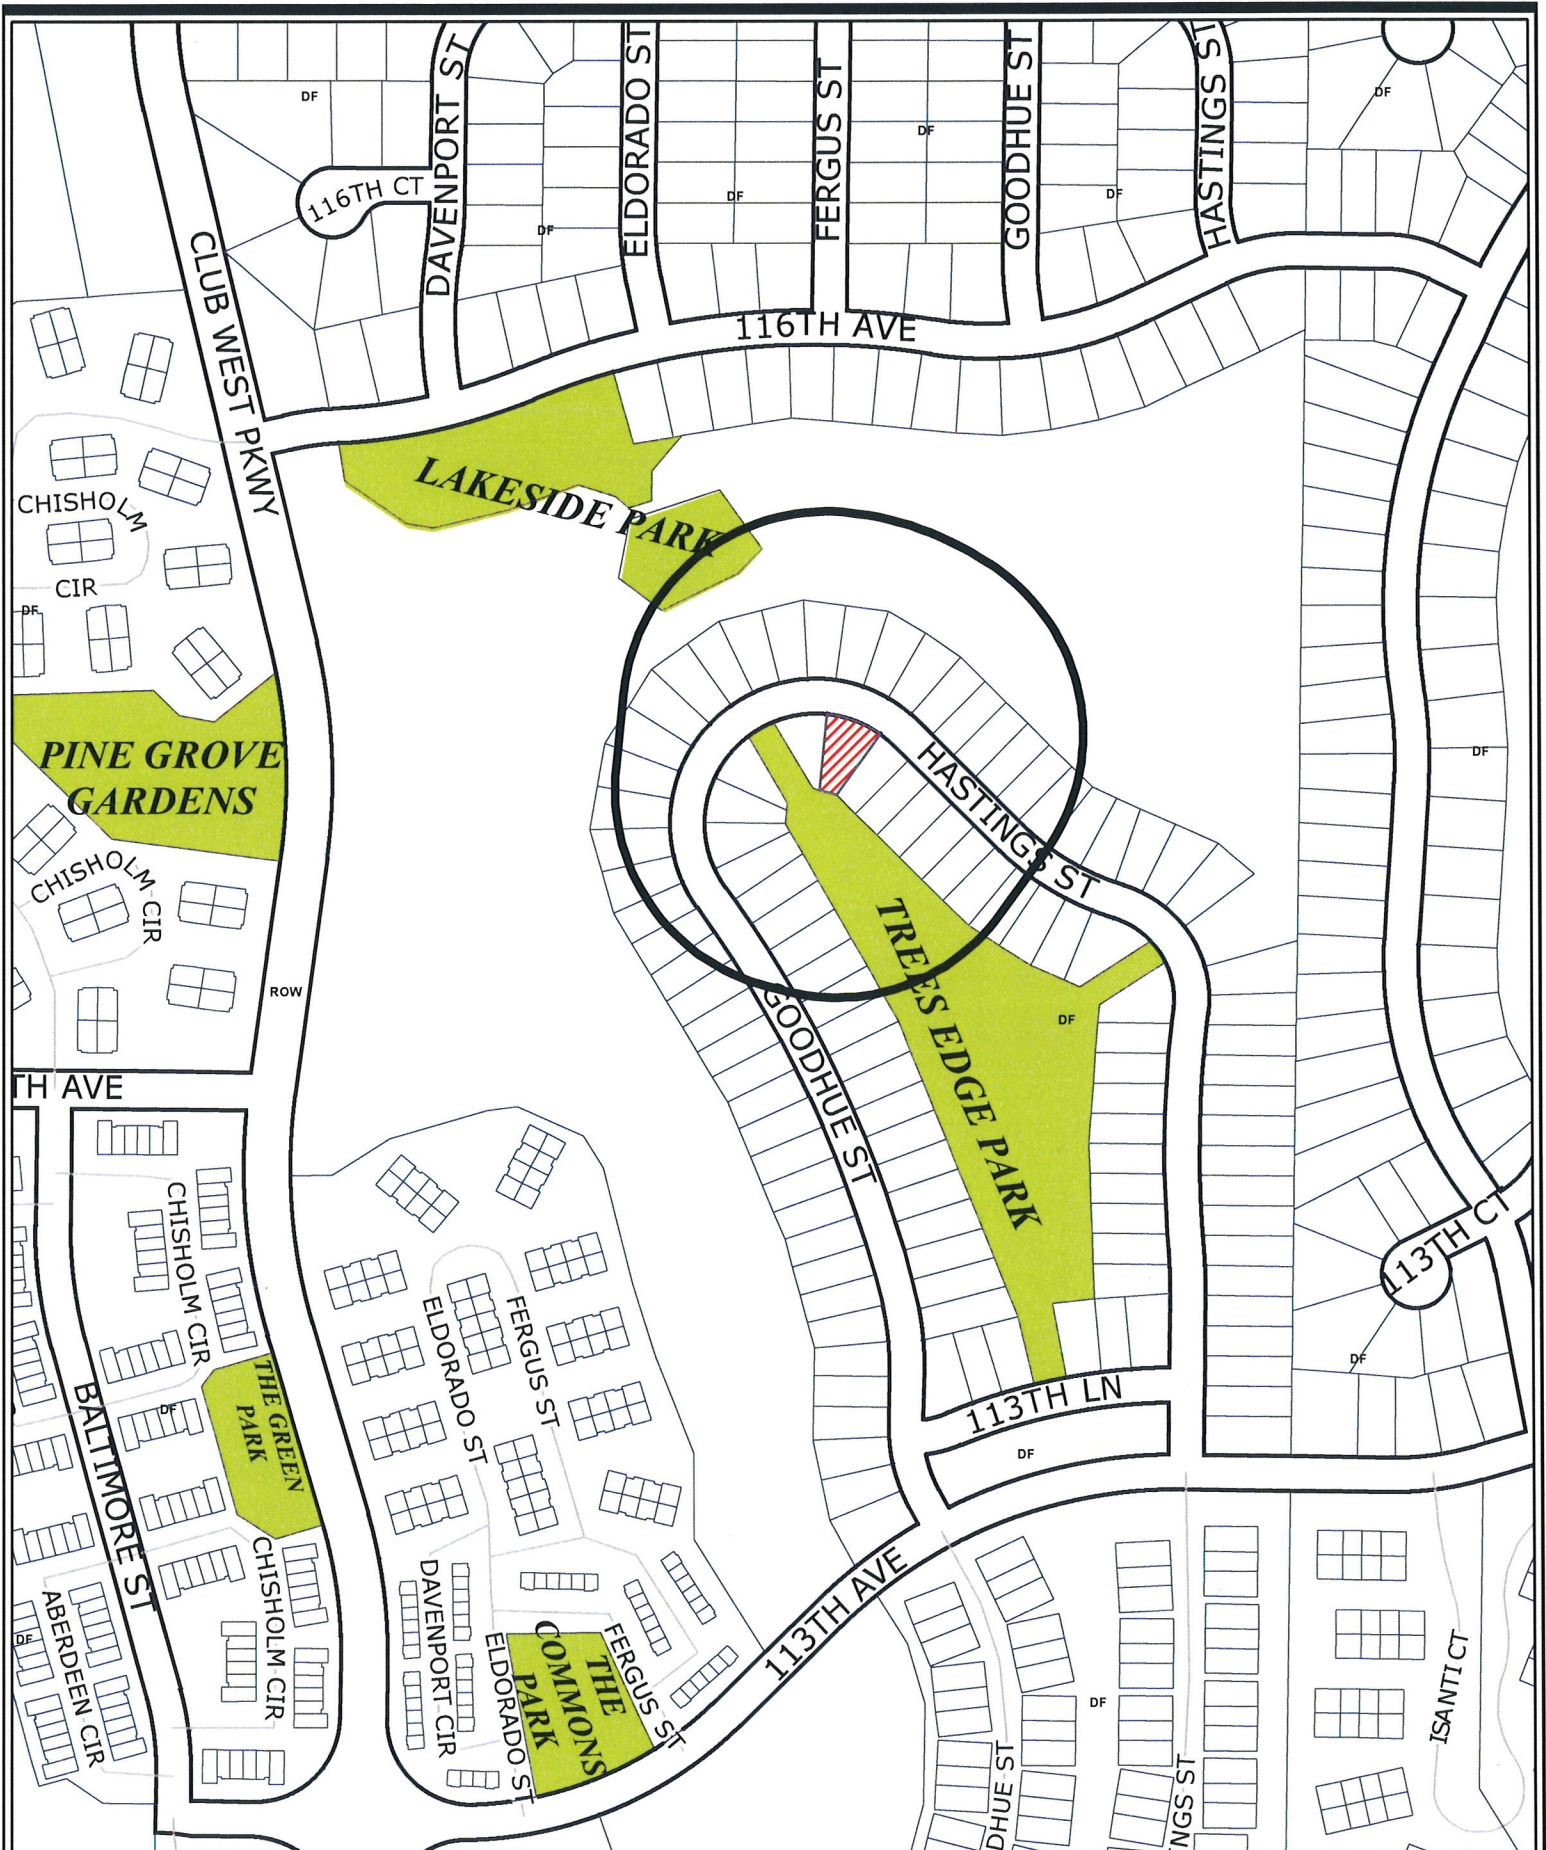 DAVENPORT ST
ELDORADO ST
FERGUS ST
GOODHUE ST
HASTINGS ST
DF
DF
DF
DF
DF
DF
116TH CT
CLUB WEST PKWY
116TH AVE
LAKESIDE PARK
CHISHOLM
CIR
DF
PINE GROVE
GARDENS
HASTINGS ST
DF
CHISHOLM CIR
TREES EDGE PARK
ROW
DF
GOODHUE ST
TH AVE
CHISHOLM CIR
113TH CT
ELDORADO ST
FERGUS ST
THE GREEN
PARK
DF
DF
BALTIMORE ST
113TH LN
DF
CHISHOLM CIR
ABERDEEN CIR
DF
DAVENPORT CIR
ELDORADO ST
THE
COMMONS
PARK
FERGUS ST
113TH AVE
DF
ISANTI CT
DHUE ST
NGS ST